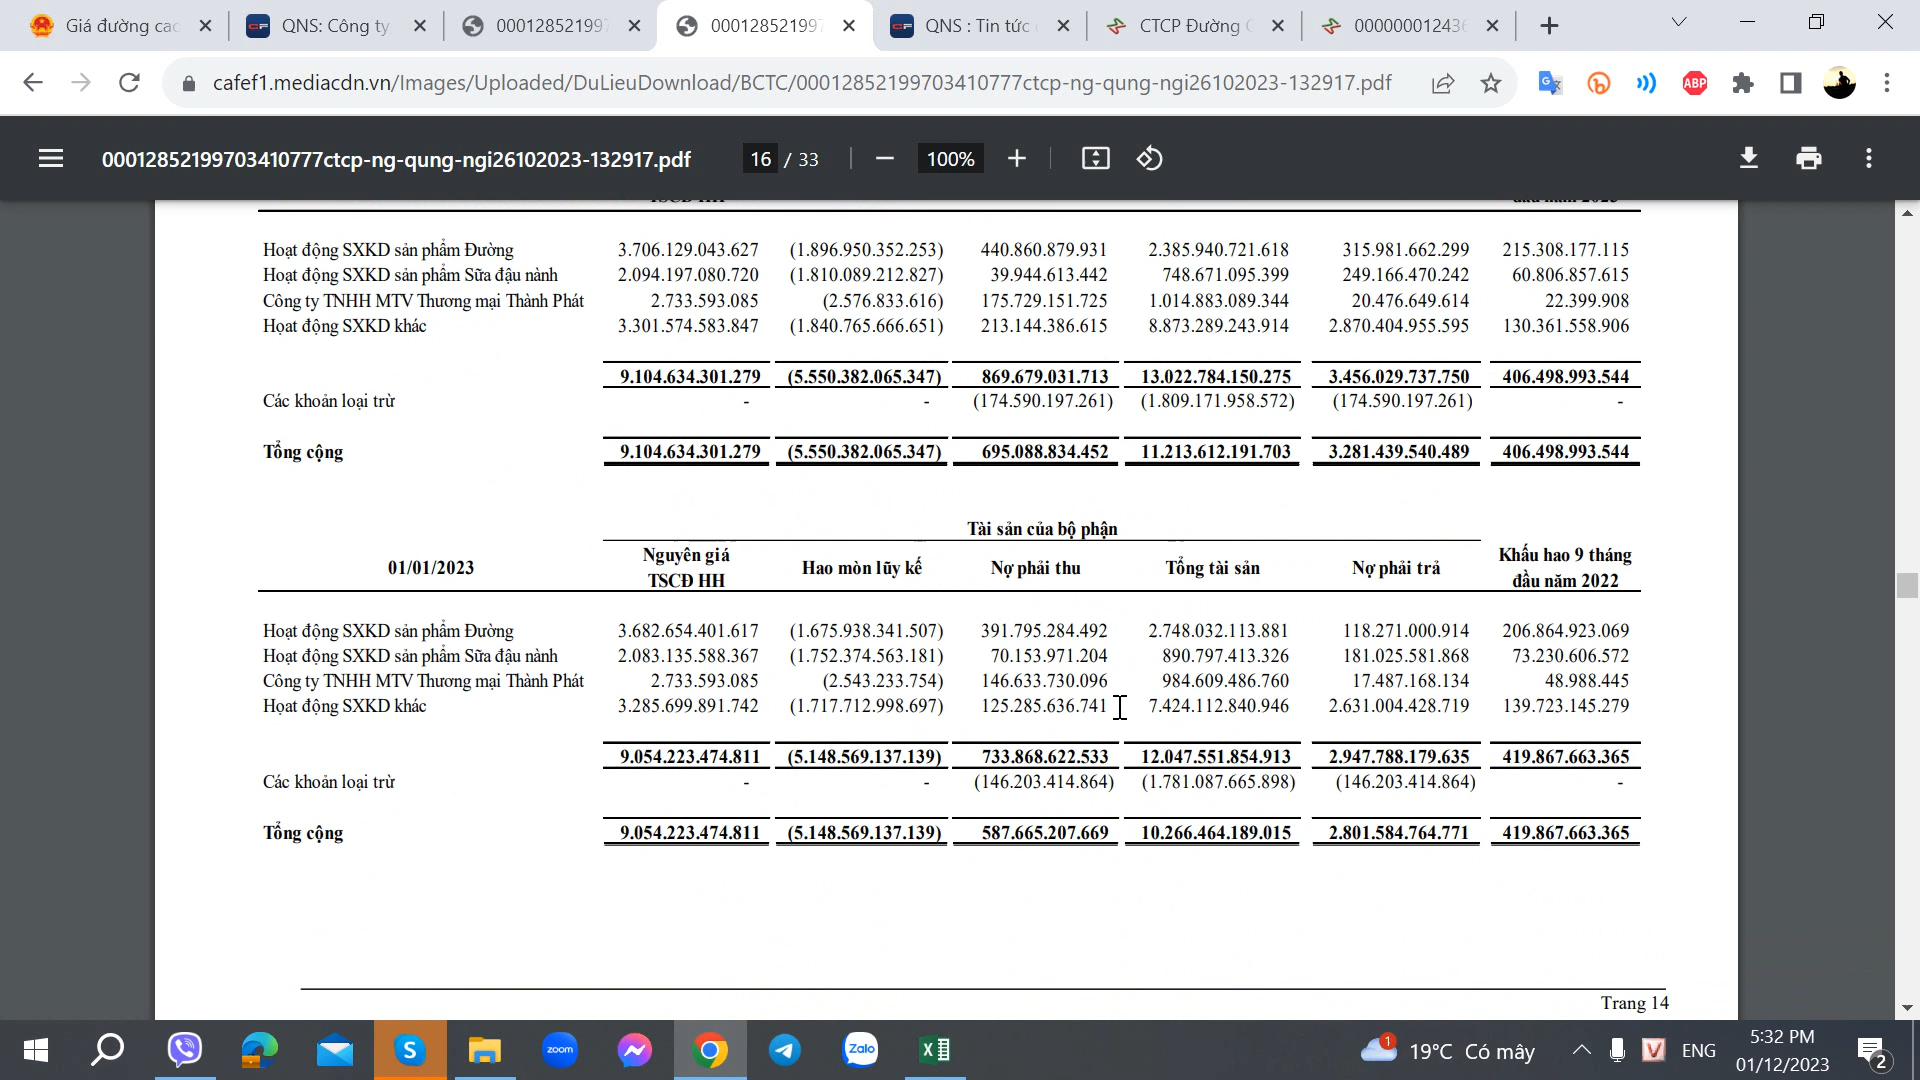 Giá đường cao
QNS: Công ty
00012852199
00012852199
QNS : Tin tức
CTCP Đường
00000001243
cafef1.mediacdn.vn/Images/Uploaded/DuLieuDownload/BCTC/00012852199703410777ctcp-ng-qung-ngi26102023-132917.pdf
ABP
00012852199703410777ctcp-ng-qung-ngi26102023-132917.pdf
16 / 33
100%
TSCĐ HH đầu năm 2023
Hoạt động SXKD sản phẩm Đường 3.706.129.043.627 (1.896.950.352.253) 440.860.879.931 2.385.940.721.618 315.981.662.299 215.308.177.115
Hoạt động SXKD sản phẩm Sữa đậu nành 2.094.197.080.720 (1.810.089.212.827) 39.944.613.442 748.671.095.399 249.166.470.242 60.806.857.615
Công ty TNHH MTV Thương mại Thành Phát 2.733.593.085 (2.576.833.616) 175.729.151.725 1.014.883.089.344 20.476.649.614 22.399.908
Họat động SXKD khác 3.301.574.583.847 (1.840.765.666.651) 213.144.386.615 8.873.289.243.914 2.870.404.955.595 130.361.558.906
9.104.634.301.279 (5.550.382.065.347) 869.679.031.713 13.022.784.150.275 3.456.029.737.750 406.498.993.544
Các khoản loại trừ - - (174.590.197.261) (1.809.171.958.572) (174.590.197.261) -
Tổng cộng 9.104.634.301.279 (5.550.382.065.347) 695.088.834.452 11.213.612.191.703 3.281.439.540.489 406.498.993.544
Tài sản của bộ phận
01/01/2023 Nguyên giá TSCĐ HH Hao mòn lũy kế Nợ phải thu Tổng tài sản Nợ phải trả Khấu hao 9 tháng đầu năm 2022
Hoạt động SXKD sản phẩm Đường 3.682.654.401.617 (1.675.938.341.507) 391.795.284.492 2.748.032.113.881 118.271.000.914 206.864.923.069
Hoạt động SXKD sản phẩm Sữa đậu nành 2.083.135.588.367 (1.752.374.563.181) 70.153.971.204 890.797.413.326 181.025.581.868 73.230.606.572
Công ty TNHH MTV Thương mại Thành Phát 2.733.593.085 (2.543.233.754) 146.633.730.096 984.609.486.760 17.487.168.134 48.988.445
Họat động SXKD khác 3.285.699.891.742 (1.717.712.998.697) 125.285.636.741 7.424.112.840.946 2.631.004.428.719 139.723.145.279
9.054.223.474.811 (5.148.569.137.139) 733.868.622.533 12.047.551.854.913 2.947.788.179.635 419.867.663.365
Các khoản loại trừ - - (146.203.414.864) (1.781.087.665.898) (146.203.414.864) -
Tổng cộng 9.054.223.474.811 (5.148.569.137.139) 587.665.207.669 10.266.464.189.015 2.801.584.764.771 419.867.663.365
Trang 14
zoom
Zalo
1
19°C Có mây
ENG
5:32 PM
01/12/2023
2